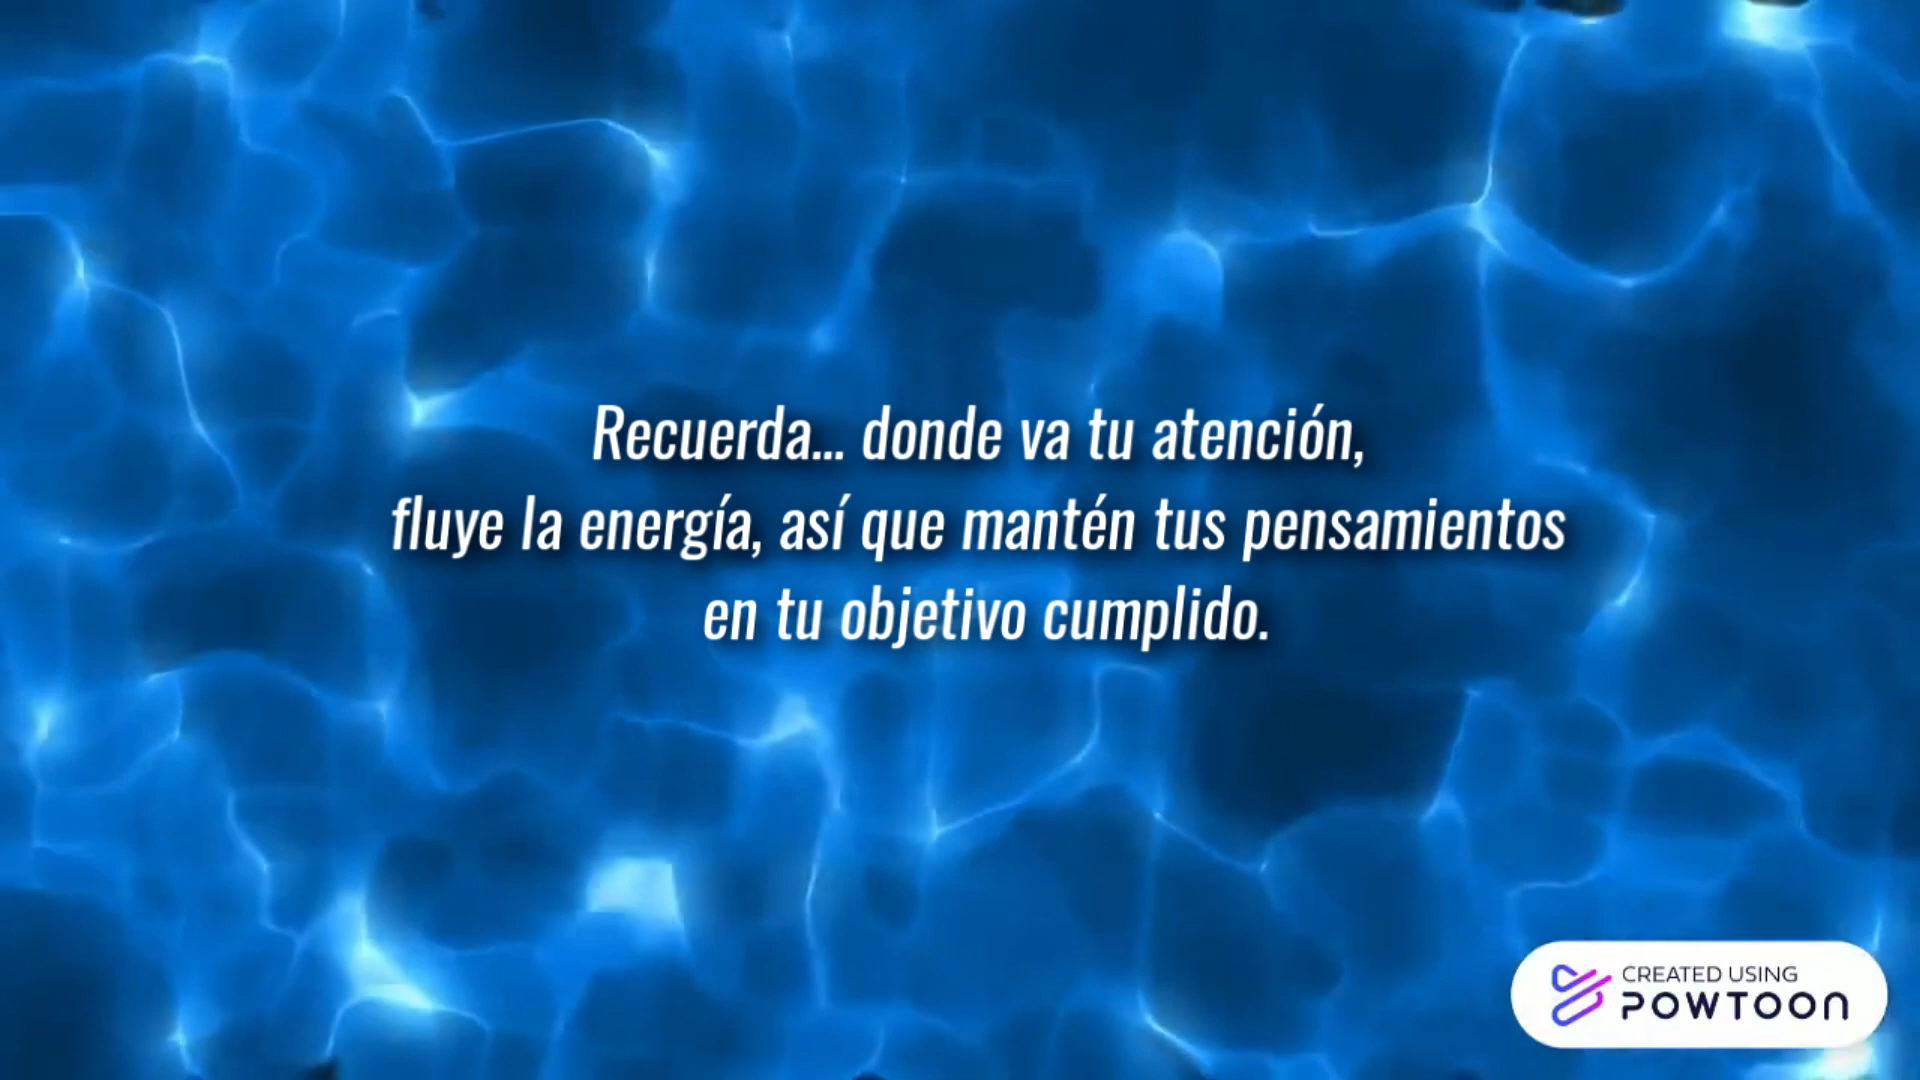 Recuerda... donde va tu atención,
fluye la energía, así que mantén tus pensamientos
en tu objetivo cumplido.
CREATED USING
POWTOON